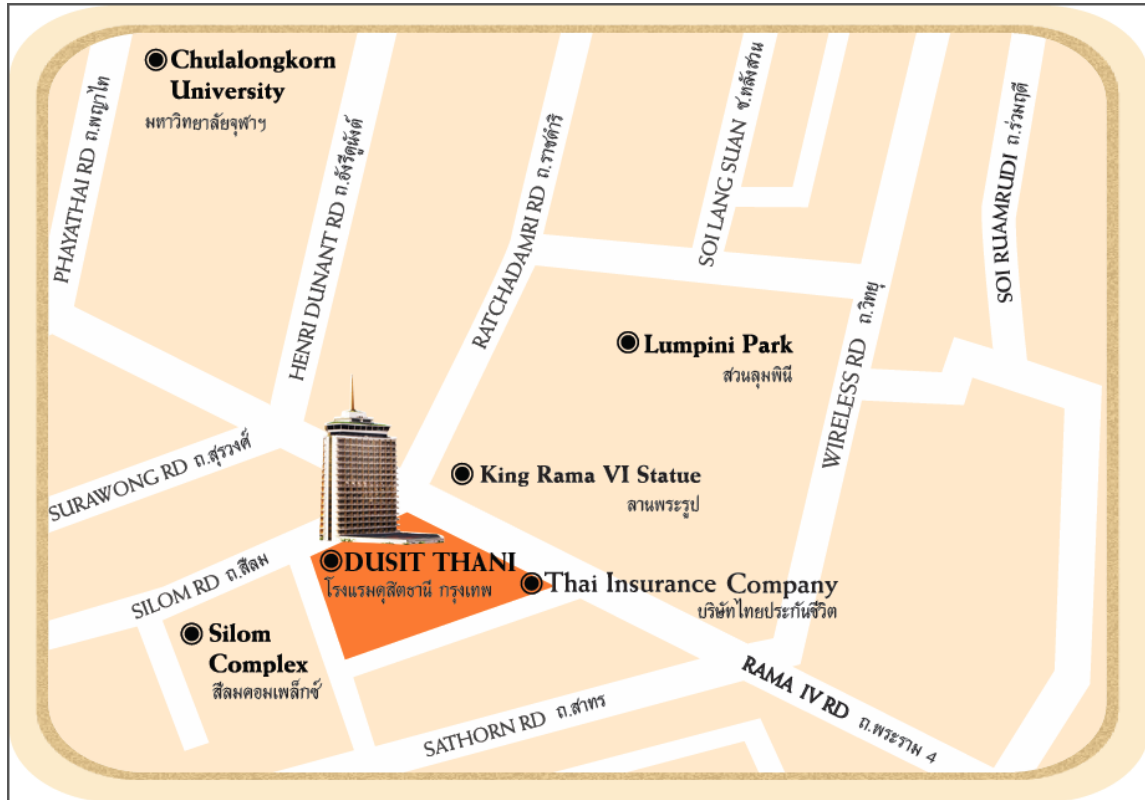 Chulalongkorn
University
มหาวิทยาลัยจุฬาฯ
PHAYATHAI RD ถ.พญาไท
HENRI DUNANT RD ถ.อังรีดูนังต์
RATCHADAMRI RD ถ.ราชดำริ
SOI LANG SUAN ซ.หลังสวน
WIRELESS RD ถ.วิทยุ
SOI RUAMRUDI ถ.ร่วมฤดี
Lumpini Park
สวนลุมพินี
King Rama VI Statue
ลานพระรูป
SURAWONG RD ถ.สุรวงศ์
SILOM RD ถ.สีลม
DUSIT THANI
โรงแรมดุสิตธานี กรุงเทพ
Thai Insurance Company
บริษัทไทยประกันชีวิต
Silom
Complex
สีลมคอมเพล็กซ์
SATHORN RD ถ.สาทร
RAMA IV RD ถ.พระราม 4